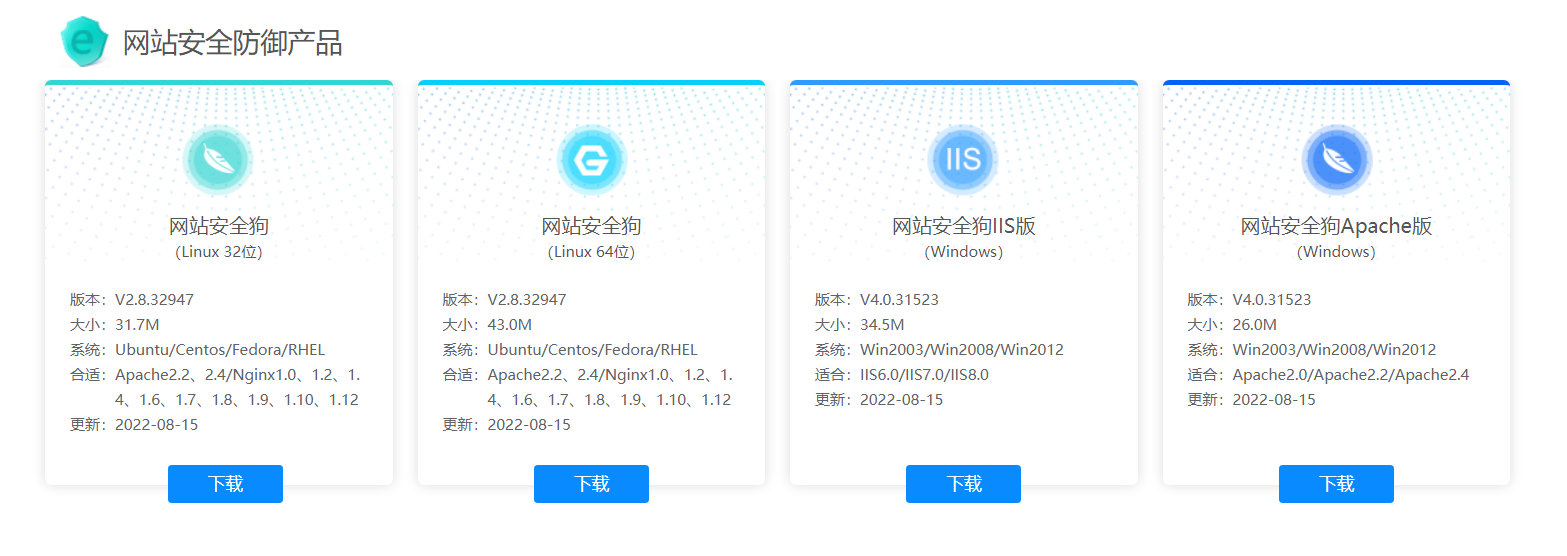 e 网站安全防御产品
网站安全狗
（Linux 32位）
版本：V2.8.32947
大小：31.7M
系统：Ubuntu/Centos/Fedora/RHEL
合适：Apache2.2、2.4/Nginx1.0、1.2、1.
4、1.6、1.7、1.8、1.9、1.10、1.12
更新：2022-08-15
下载
G
网站安全狗
（Linux 64位）
版本：V2.8.32947
大小：43.0M
系统：Ubuntu/Centos/Fedora/RHEL
合适：Apache2.2、2.4/Nginx1.0、1.2、1.
4、1.6、1.7、1.8、1.9、1.10、1.12
更新：2022-08-15
下载
IIS
网站安全狗IIS版
（Windows）
版本：V4.0.31523
大小：34.5M
系统：Win2003/Win2008/Win2012
适合：IIS6.0/IIS7.0/IIS8.0
更新：2022-08-15
下载
网站安全狗Apache版
（Windows）
版本：V4.0.31523
大小：26.0M
系统：Win2003/Win2008/Win2012
适合：Apache2.0/Apache2.2/Apache2.4
更新：2022-08-15
下载